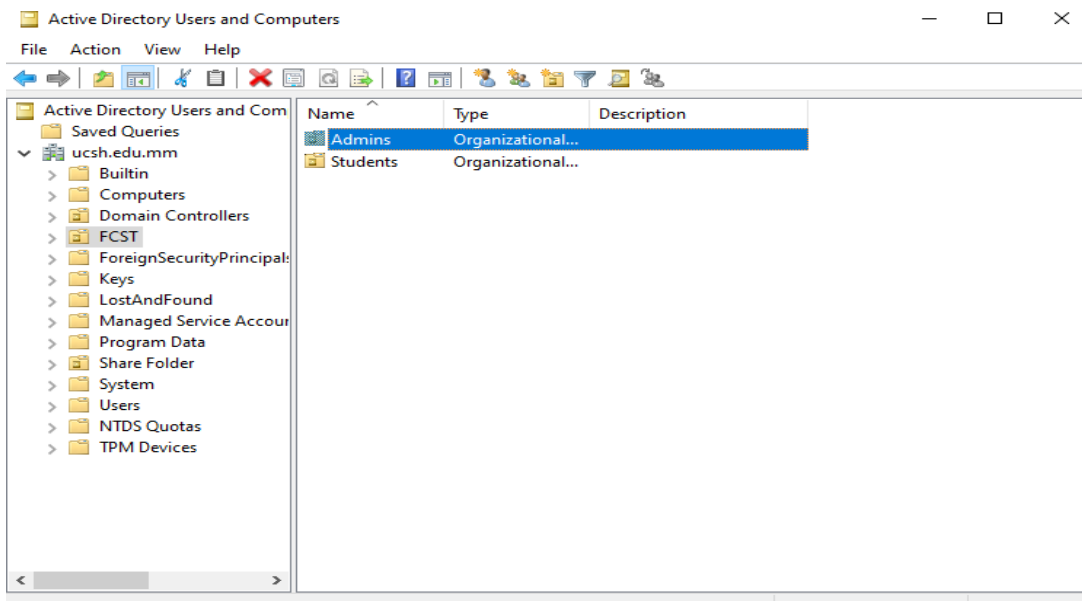 Active Directory Users and Computers
File Action View Help
Active Directory Users and Com
Saved Queries
ucsh.edu.mm
Builtin
Computers
Domain Controllers
FCST
ForeignSecurityPrincipals
Keys
LostAndFound
Managed Service Accour
Program Data
Share Folder
System
Users
NTDS Quotas
TPM Devices
Name Type Description
Admins Organizational...
Students Organizational...